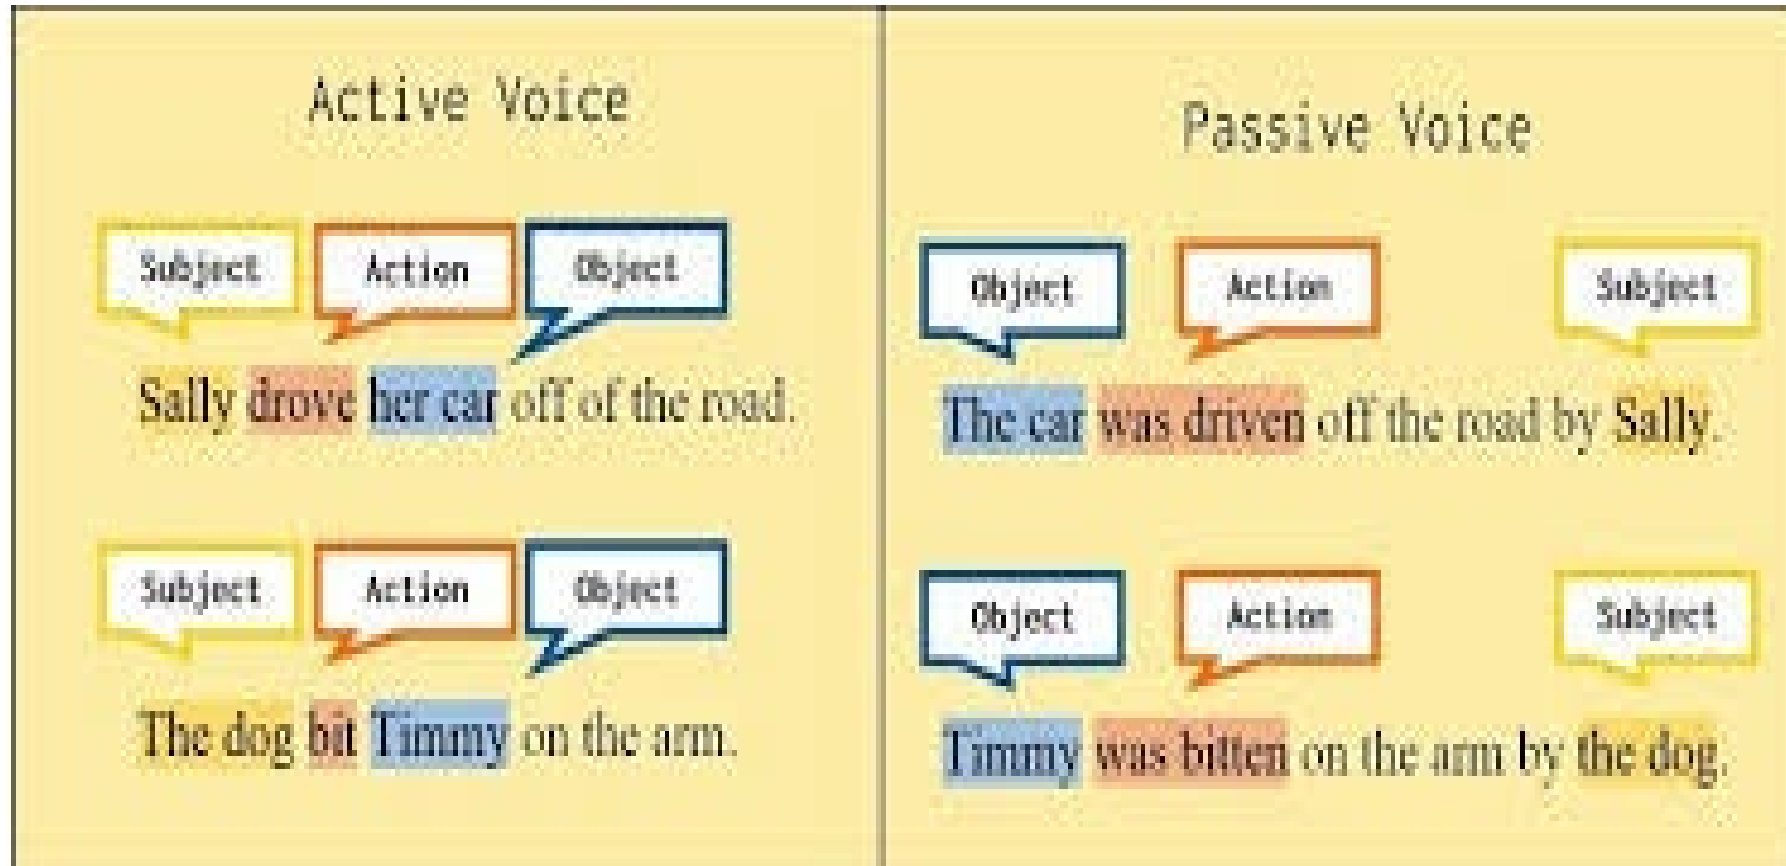 Active Voice
Subject Action Object
Sally drove her car off of the road.
Subject Action Object
The dog bit Timmy on the arm.
Passive Voice
Object Action Subject
The car was driven off the road by Sally.
Object Action Subject
Timmy was bitten on the arm by the dog.